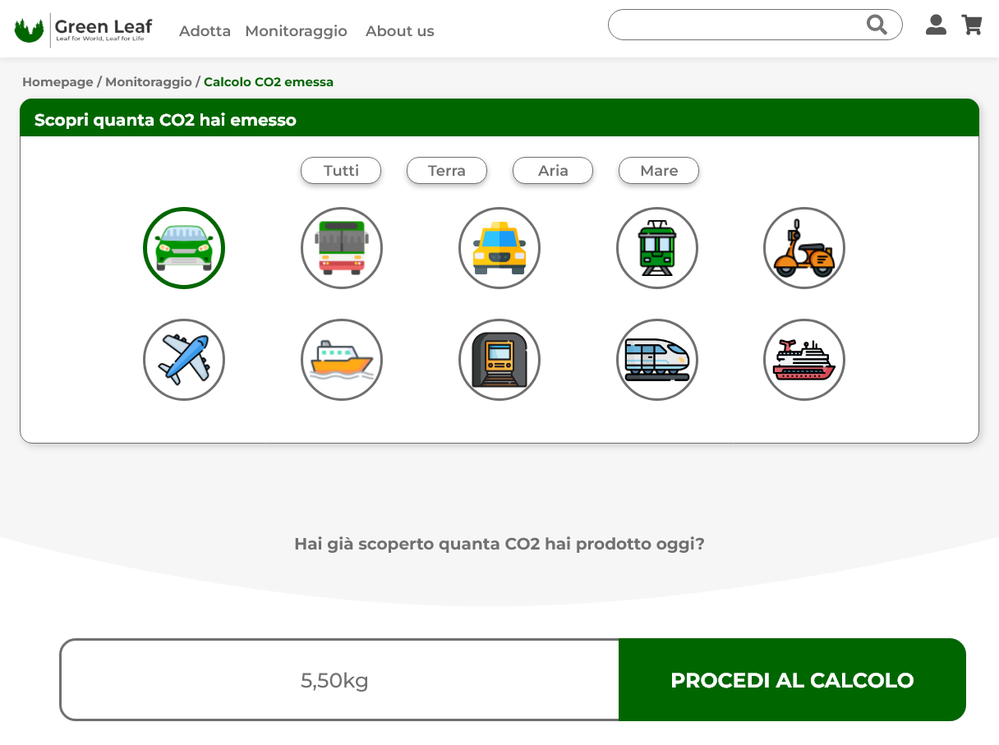 Green Leaf
Leaf for World, Leaf for Life
Adotta Monitoraggio About us
Homepage / Monitoraggio / Calcolo CO2 emessa
Scopri quanta CO2 hai emesso
Tutti Terra Aria Mare
Hai già scoperto quanta CO2 hai prodotto oggi?
5,50kg PROCEDI AL CALCOLO